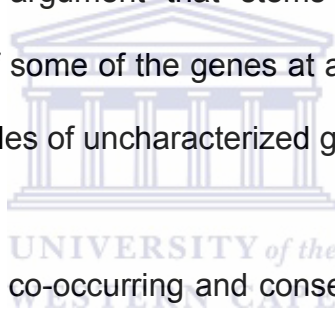 argument that stems
some of the genes at a
les of uncharacterized g
UNIVERSITY of the
co-occurring and conse
WESTERN CAPE